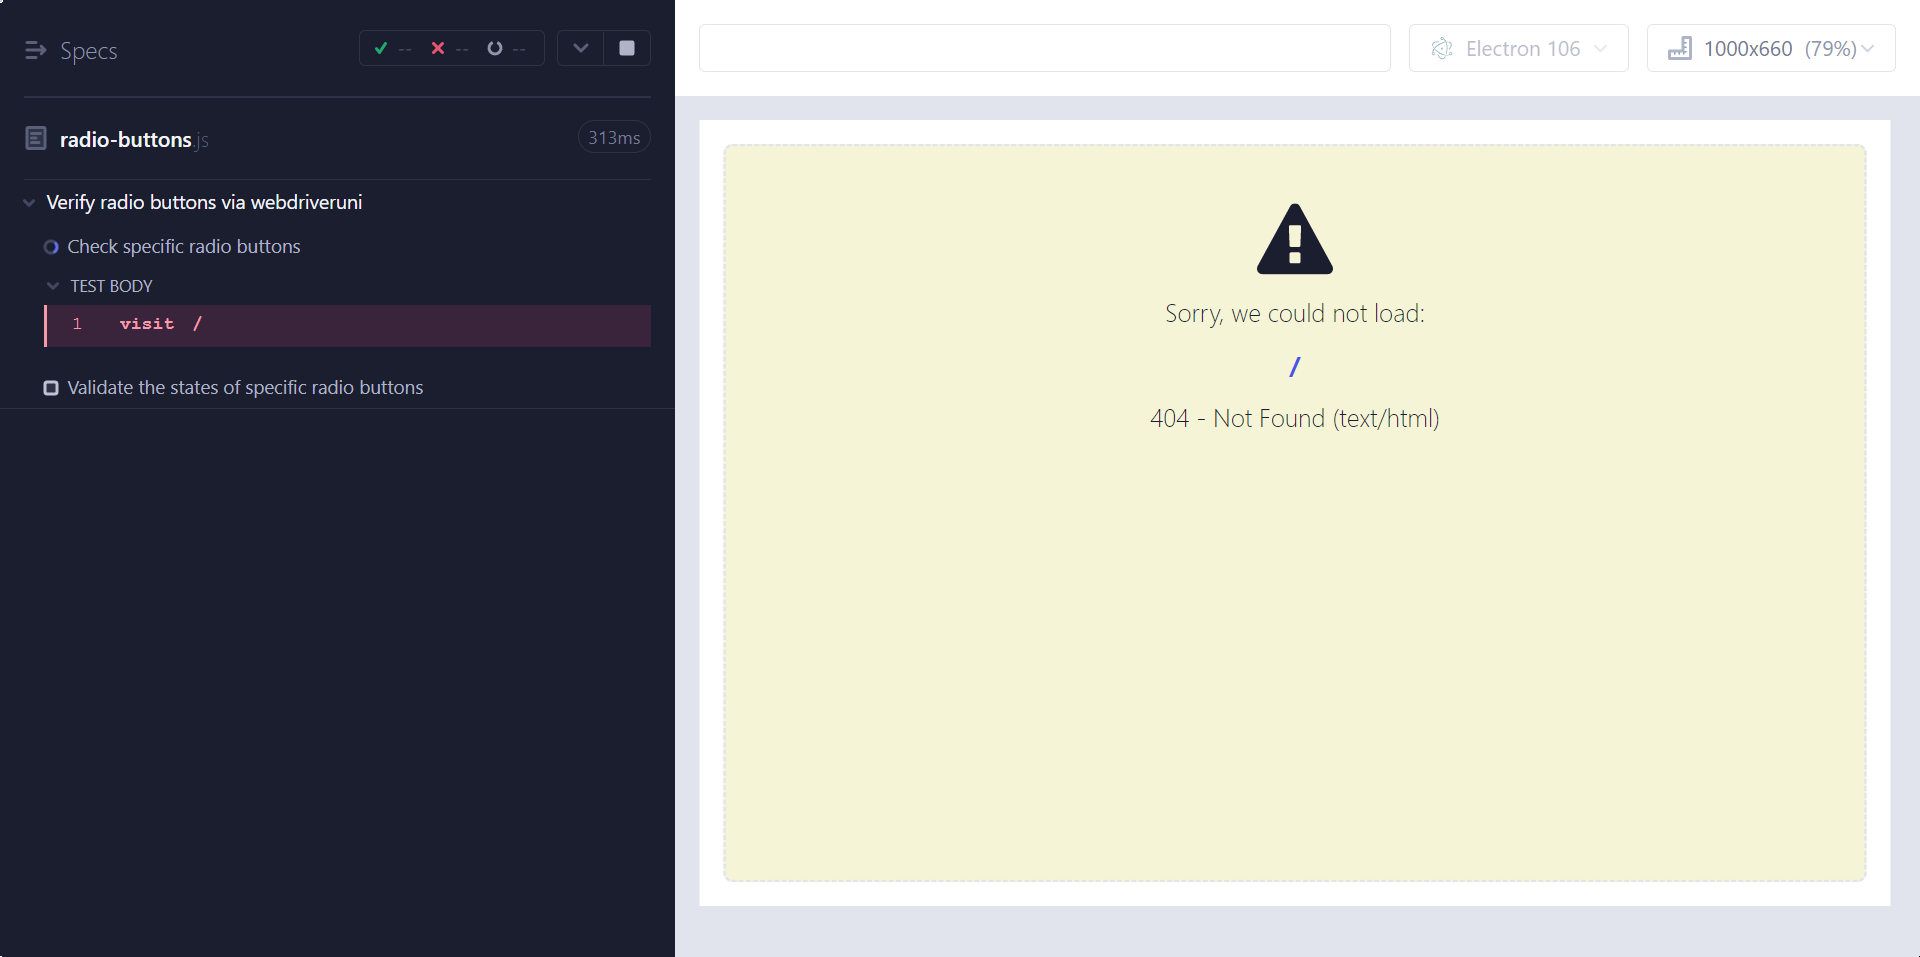 Specs
-- -- --
Electron 106
1000x660 (79%)
radio-buttons.js
313ms
Verify radio buttons via webdriveruni
Check specific radio buttons
TEST BODY
1 visit /
Validate the states of specific radio buttons
Sorry, we could not load:
/
404 - Not Found (text/html)